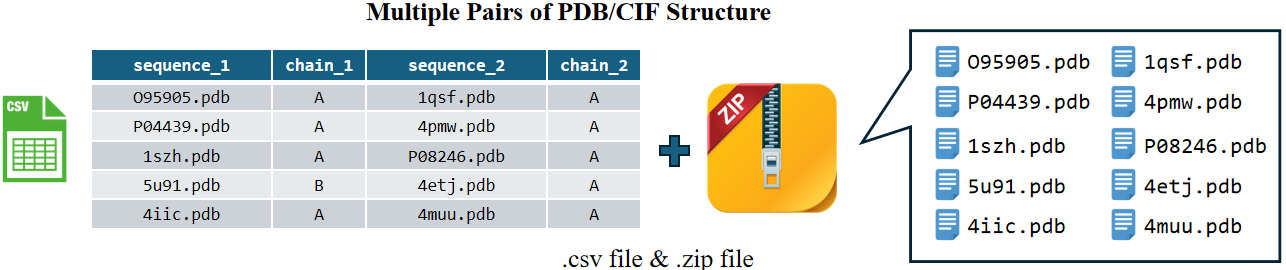 Multiple Pairs of PDB/CIF Structure
CSV
sequence_1 chain_1 sequence_2 chain_2
O95905.pdb A 1qsf.pdb A
P04439.pdb A 4pmw.pdb A
1szh.pdb A P08246.pdb A
5u91.pdb B 4etj.pdb A
4iic.pdb A 4muu.pdb A
ZIP
O95905.pdb 1qsf.pdb
P04439.pdb 4pmw.pdb
1szh.pdb P08246.pdb
5u91.pdb 4etj.pdb
4iic.pdb 4muu.pdb
.csv file & .zip file